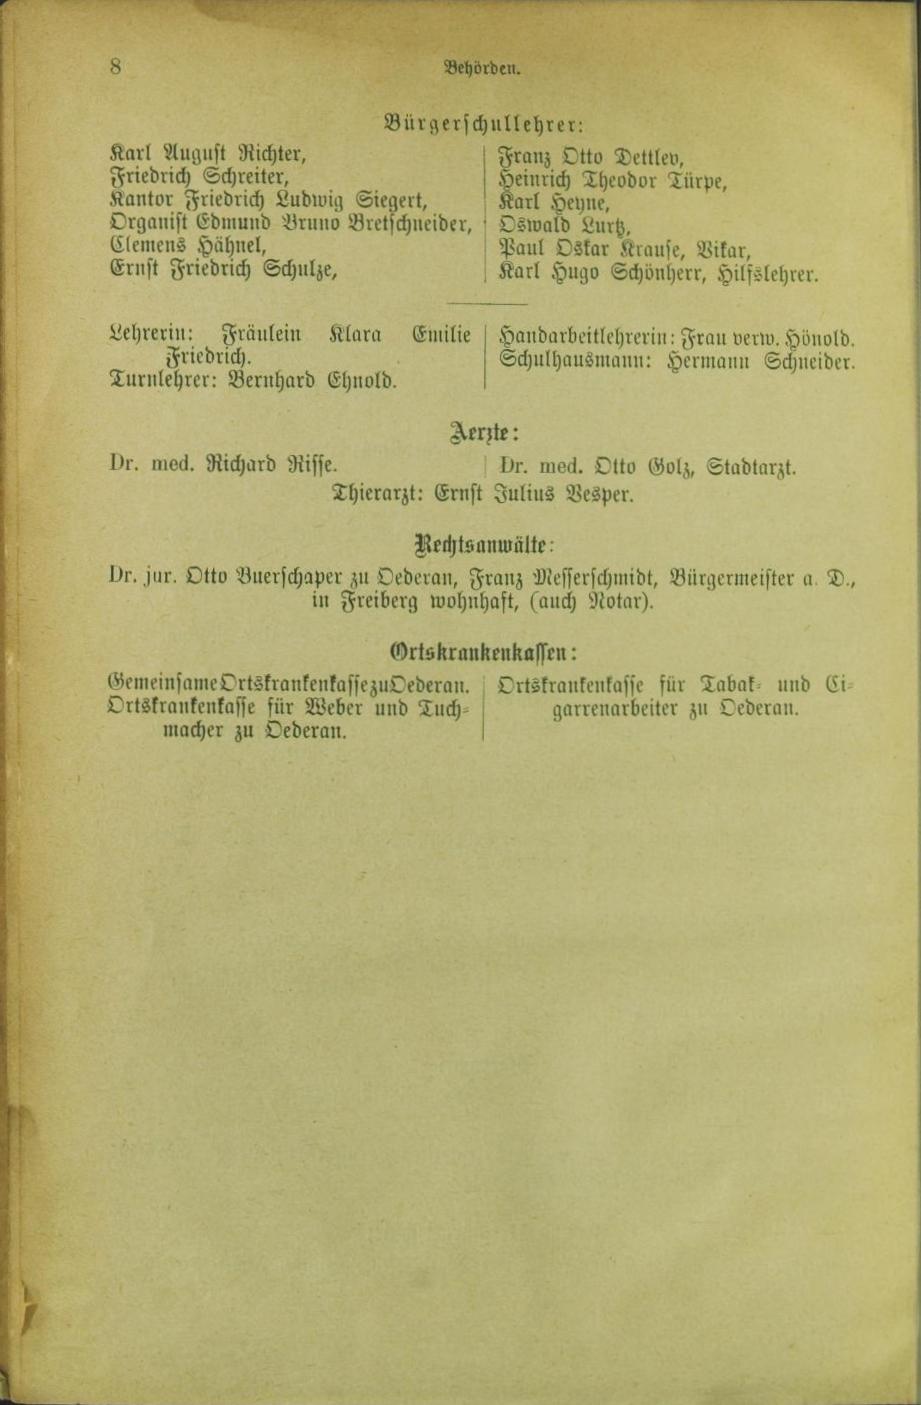 8
Behörden.
Bürgerschullehrer:
Karl August Richter,
Friedrich Schreiter,
Kantor Friedrich Ludwig Siegert,
Organist Edmund Bruno Bretschneider,
Clemens Hähnel,
Ernst Friedrich Schulze,
Franz Otto Dettlev,
Heinrich Theodor Türpe,
Karl Heyne,
Oswald Lurtz,
Paul Oskar Krause, Vikar,
Karl Hugo Schönherr, Hilfslehrer.
Lehrerin: Fräulein Klara Emilie
Friedrich.
Turnlehrer: Bernhard Ehnold.
Handarbeitlehrerin: Frau verw. Hönold.
Schulhausmann: Hermann Schneider.
Aerzte:
Dr. med. Richard Risse.
Dr. med. Otto Golz, Stadtarzt.
Thierarzt: Ernst Julius Vesper.
Rechtsanwälte:
Dr. jur. Otto Buerschaper zu Oederan, Franz Messerschmidt, Bürgermeister a. D.,
in Freiberg wohnhaft, (auch Notar).
Ortskrankenkassen:
Gemeinsame Ortskrankenkasse zu Oederan.
Ortskrankenkasse für Weber und Tuch-
macher zu Oederan.
Ortskrankenkasse für Tabak- und Ci-
garrenarbeiter zu Oederan.